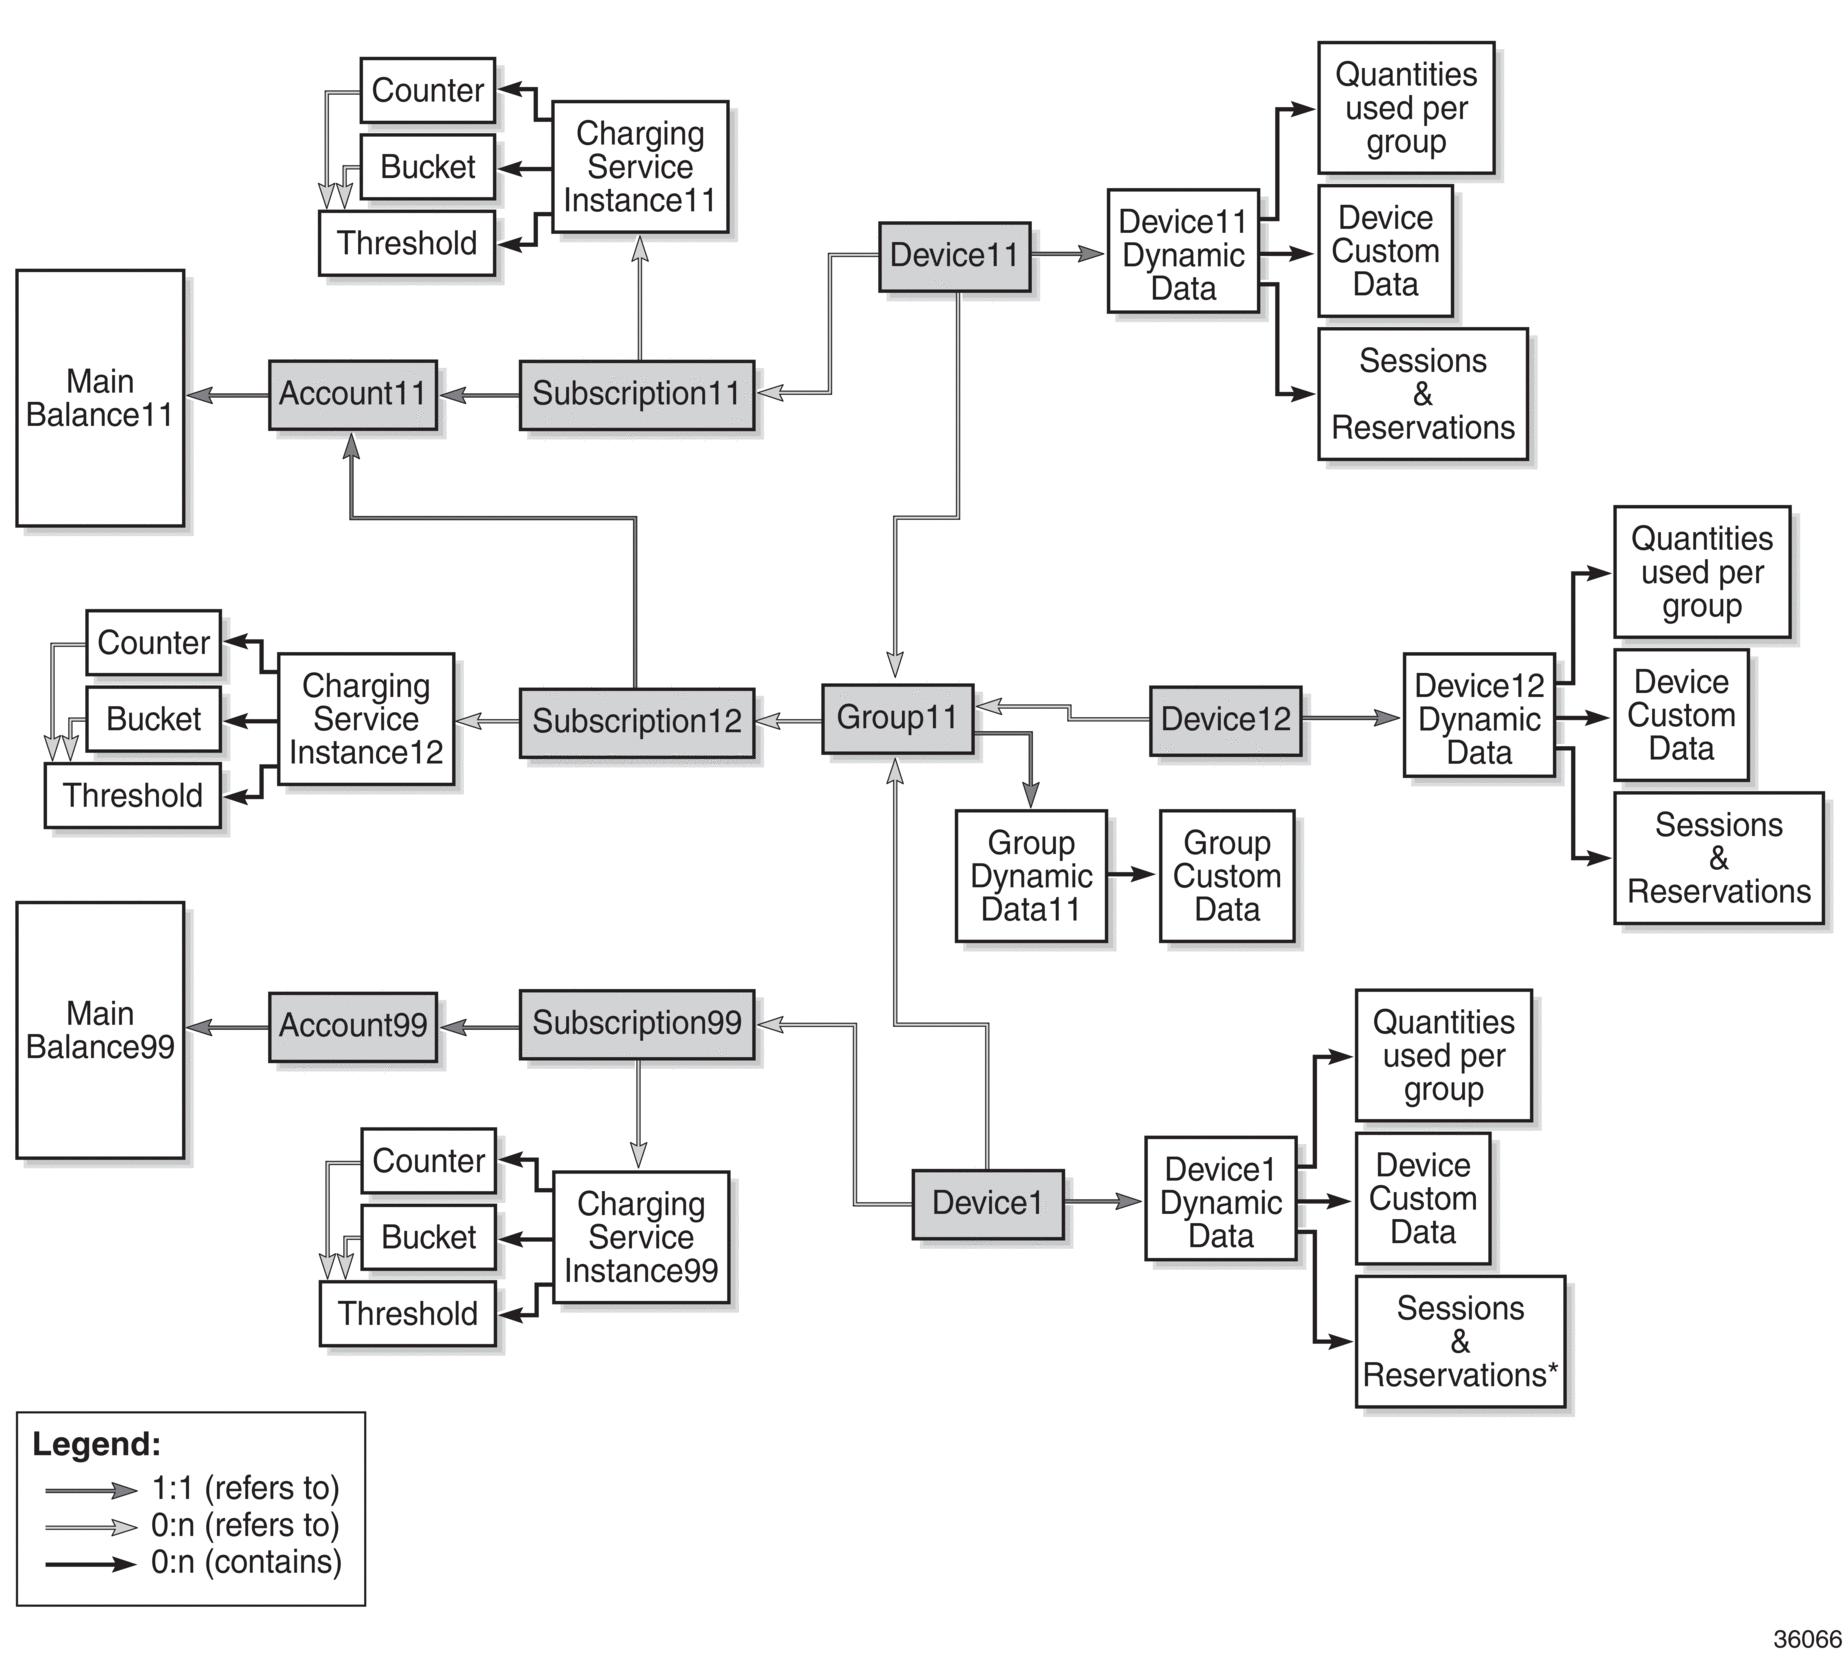 Counter
Bucket
Threshold
Charging
Service
Instance11
Device11
Device11
Dynamic
Data
Quantities
used per
group
Device
Custom
Data
Sessions
&
Reservations
Main
Balance11
Account11
Subscription11
Counter
Bucket
Threshold
Charging
Service
Instance12
Subscription12
Group11
Device12
Device12
Dynamic
Data
Quantities
used per
group
Device
Custom
Data
Sessions
&
Reservations
Group
Dynamic
Data11
Group
Custom
Data
Main
Balance99
Account99
Subscription99
Counter
Bucket
Threshold
Charging
Service
Instance99
Device1
Device1
Dynamic
Data
Quantities
used per
group
Device
Custom
Data
Sessions
&
Reservations*
Legend:
1:1 (refers to)
0:n (refers to)
0:n (contains)
36066